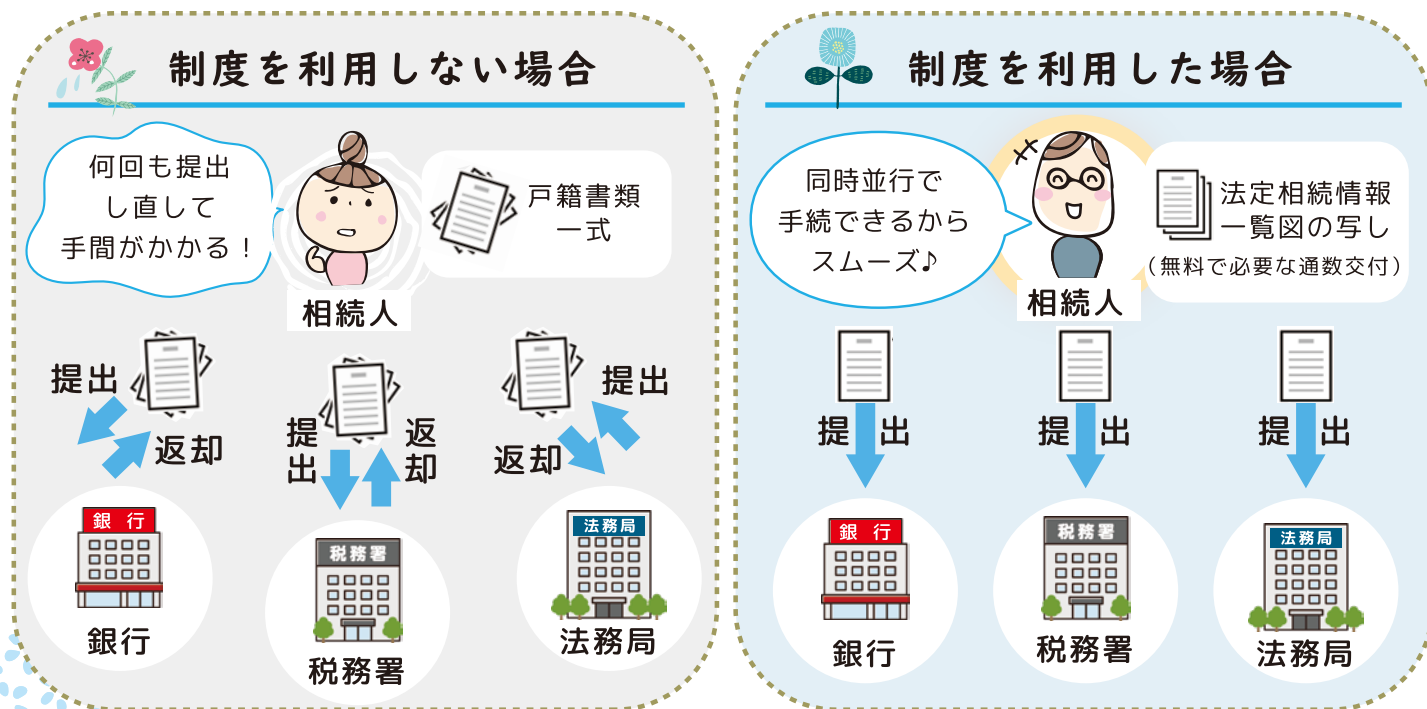 制度を利用しない場合
何回も提出
し直して
手間がかかる!
戸籍書類
一式
相続人
提出
返却
提出
返却
提出
返却
銀 行
銀行
税務署
税務署
法務局
法務局
制度を利用した場合
同時並行で
手続できるから
スムーズ♪
法定相続情報
一覧図の写し
(無料で必要な通数交付)
相続人
提出
提出
提出
銀 行
銀行
税務署
税務署
法務局
法務局